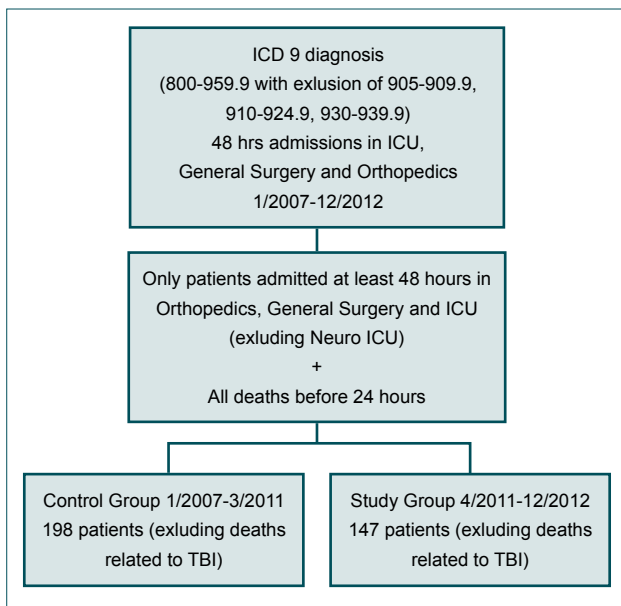 ICD 9 diagnosis
(800-959.9 with exlusion of 905-909.9,
910-924.9, 930-939.9)
48 hrs admissions in ICU,
General Surgery and Orthopedics
1/2007-12/2012
Only patients admitted at least 48 hours in
Orthopedics, General Surgery and ICU
(exluding Neuro ICU)
+
All deaths before 24 hours
Control Group 1/2007-3/2011
198 patients (exluding deaths
related to TBI)
Study Group 4/2011-12/2012
147 patients (exluding deaths
related to TBI)